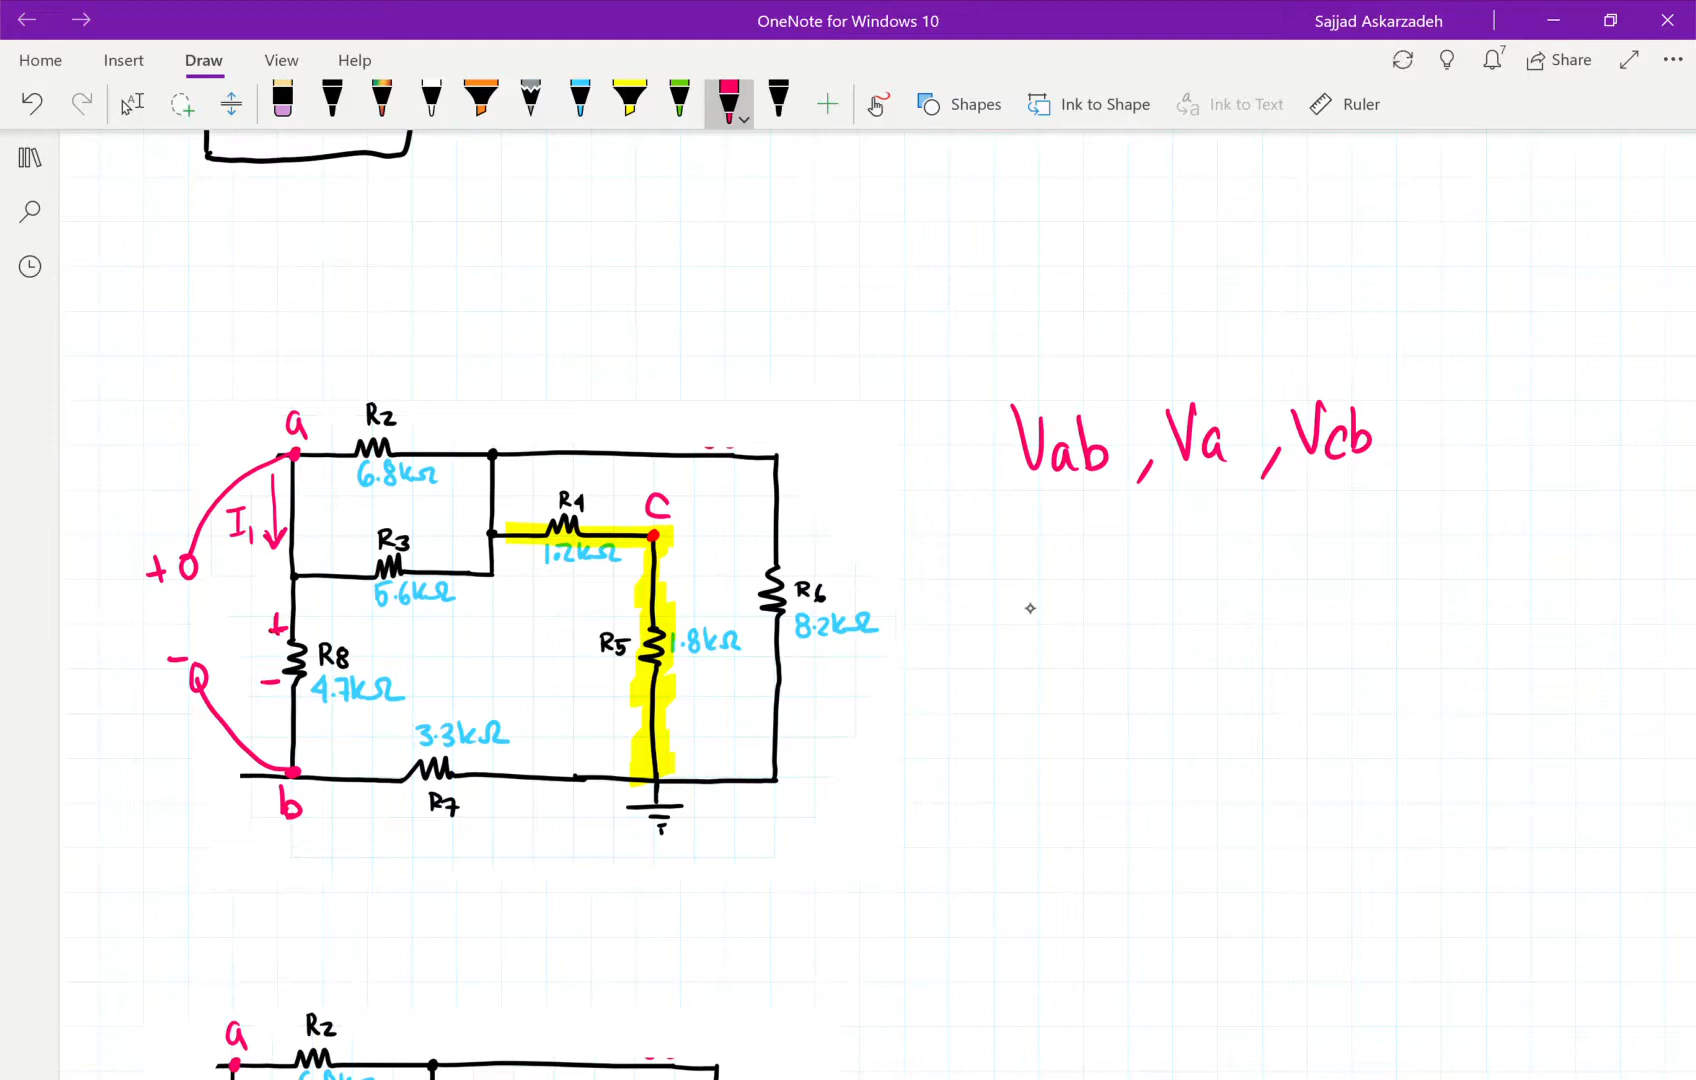 OneNote for Windows 10
Sajjad Askarzadeh
Home Insert Draw View Help
7
Share
Shapes
Ink to Shape
Ink to Text
Ruler
a
R2
6.8kΩ
Vab, Va, Vcb
I1
R3
5.6kΩ
R4
1.2kΩ
C
+
+
-
-
R8
4.7kΩ
R5
1.8kΩ
R6
8.2kΩ
3.3kΩ
R7
b
a
R2